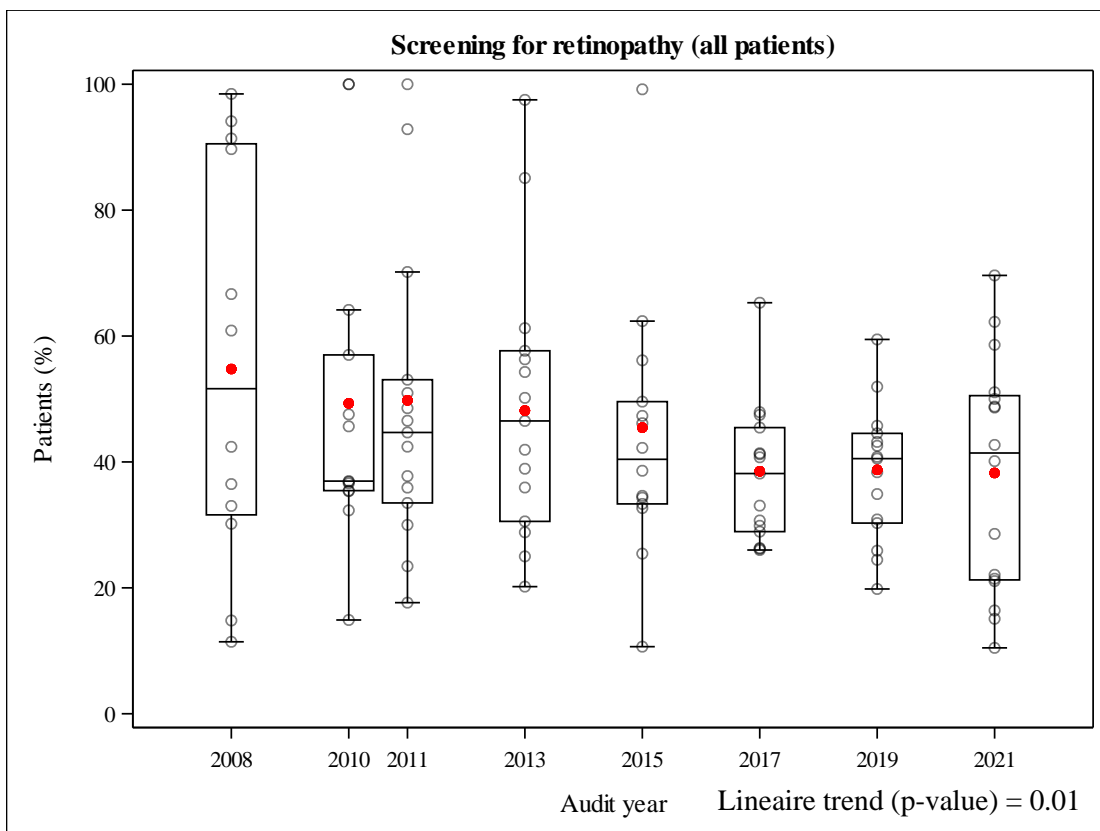 Screening for retinopathy (all patients)
100
80
60
40
20
0
Patients (%)
2008 2010 2011 2013 2015 2017 2019 2021
Audit year Lineaire trend (p-value) = 0.01